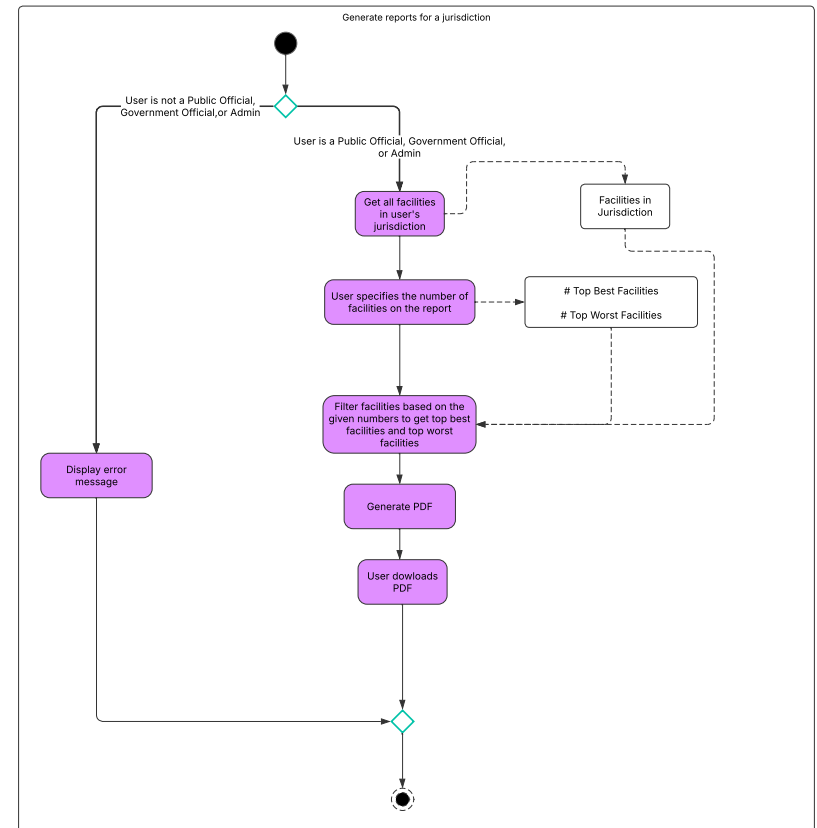 Generate reports for a jurisdiction
User is not a Public Official,
Government Official,or Admin
User is a Public Official, Government Official,
or Admin
Get all facilities
in user's
jurisdiction
Facilities in
Jurisdiction
User specifies the number of
facilities on the report
# Top Best Facilities
# Top Worst Facilities
Filter facilities based on the
given numbers to get top best
facilities and top worst
facilities
Display error
message
Generate PDF
User dowloads
PDF